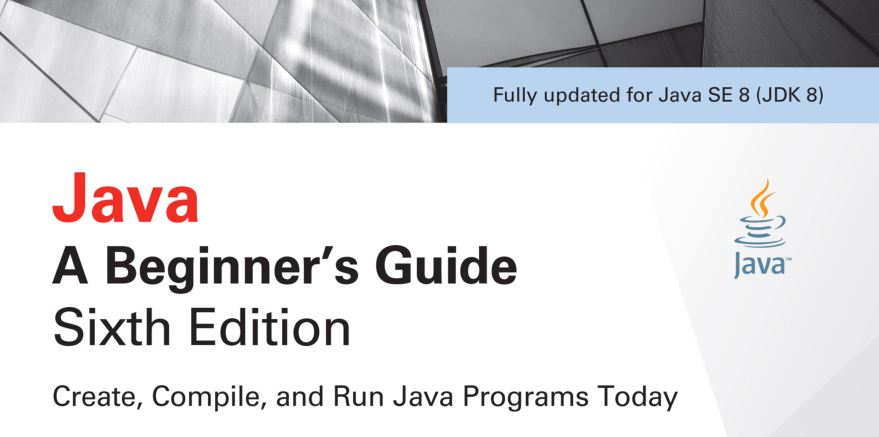 Fully updated for Java SE 8 (JDK 8)
Java
A Beginner’s Guide
Sixth Edition
Java™
Create, Compile, and Run Java Programs Today